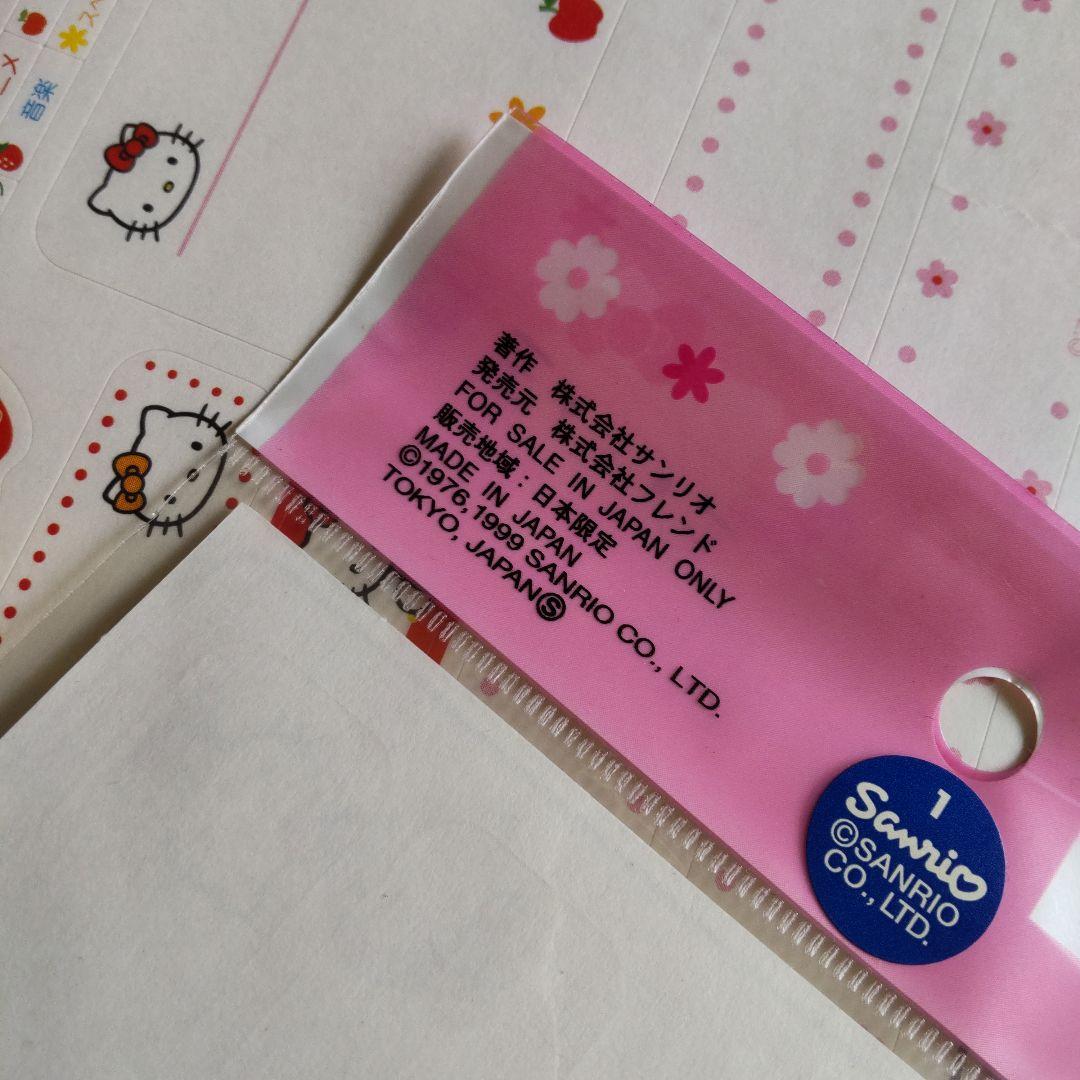 音楽
著作 株式会社サンリオ
発売元 株式会社フレンド
FOR SALE IN JAPAN ONLY
販売地域：日本限定
MADE IN JAPAN
©1976,1999 SANRIO CO., LTD.
TOKYO, JAPANⓈ
1
Sanrio
©SANRIO
CO., LTD.